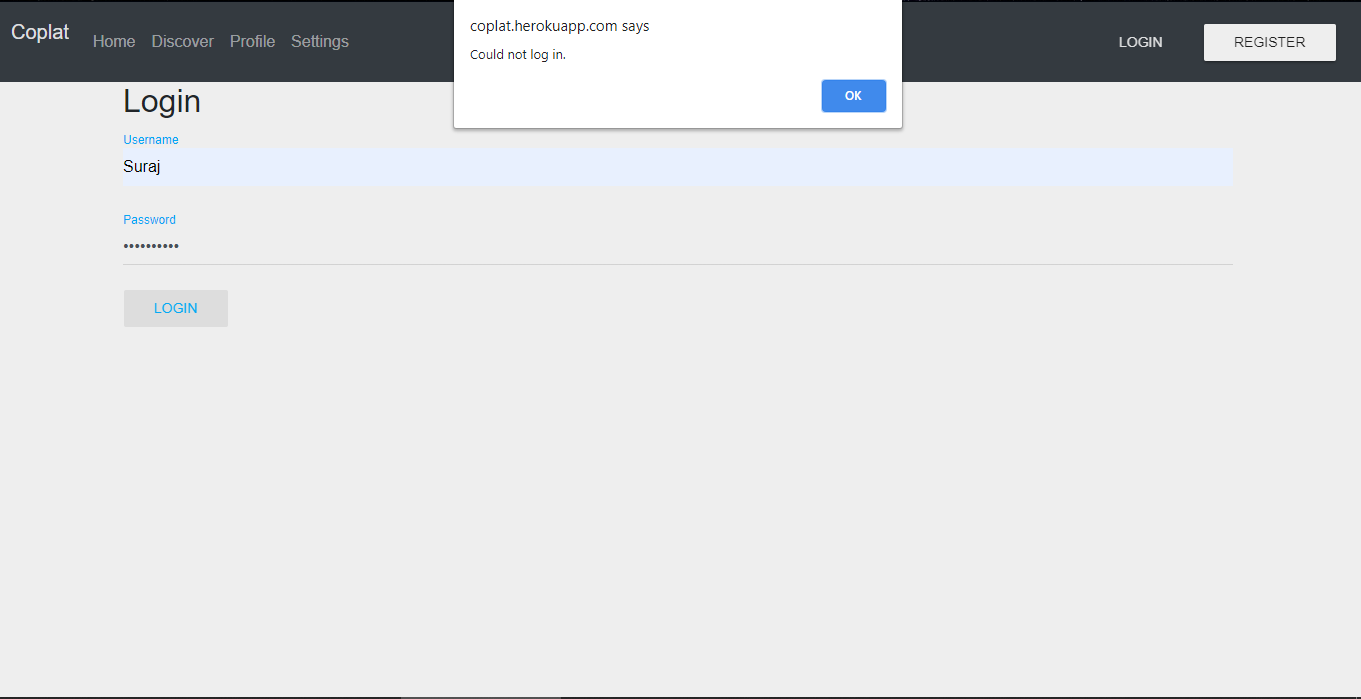 Coplat
Home Discover Profile Settings
coplat.herokuapp.com says
Could not log in.
OK
LOGIN
REGISTER
Login
Username
Suraj
Password
••••••••••
LOGIN